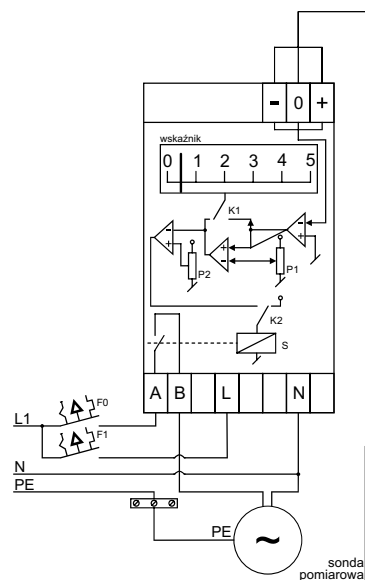 - 0 +
wskaźnik
0 1 2 3 4 5
K1
P2
P1
K2
S
A B L N
F0
L1
F1
N
PE
PE
~
sonda
pomiarowa